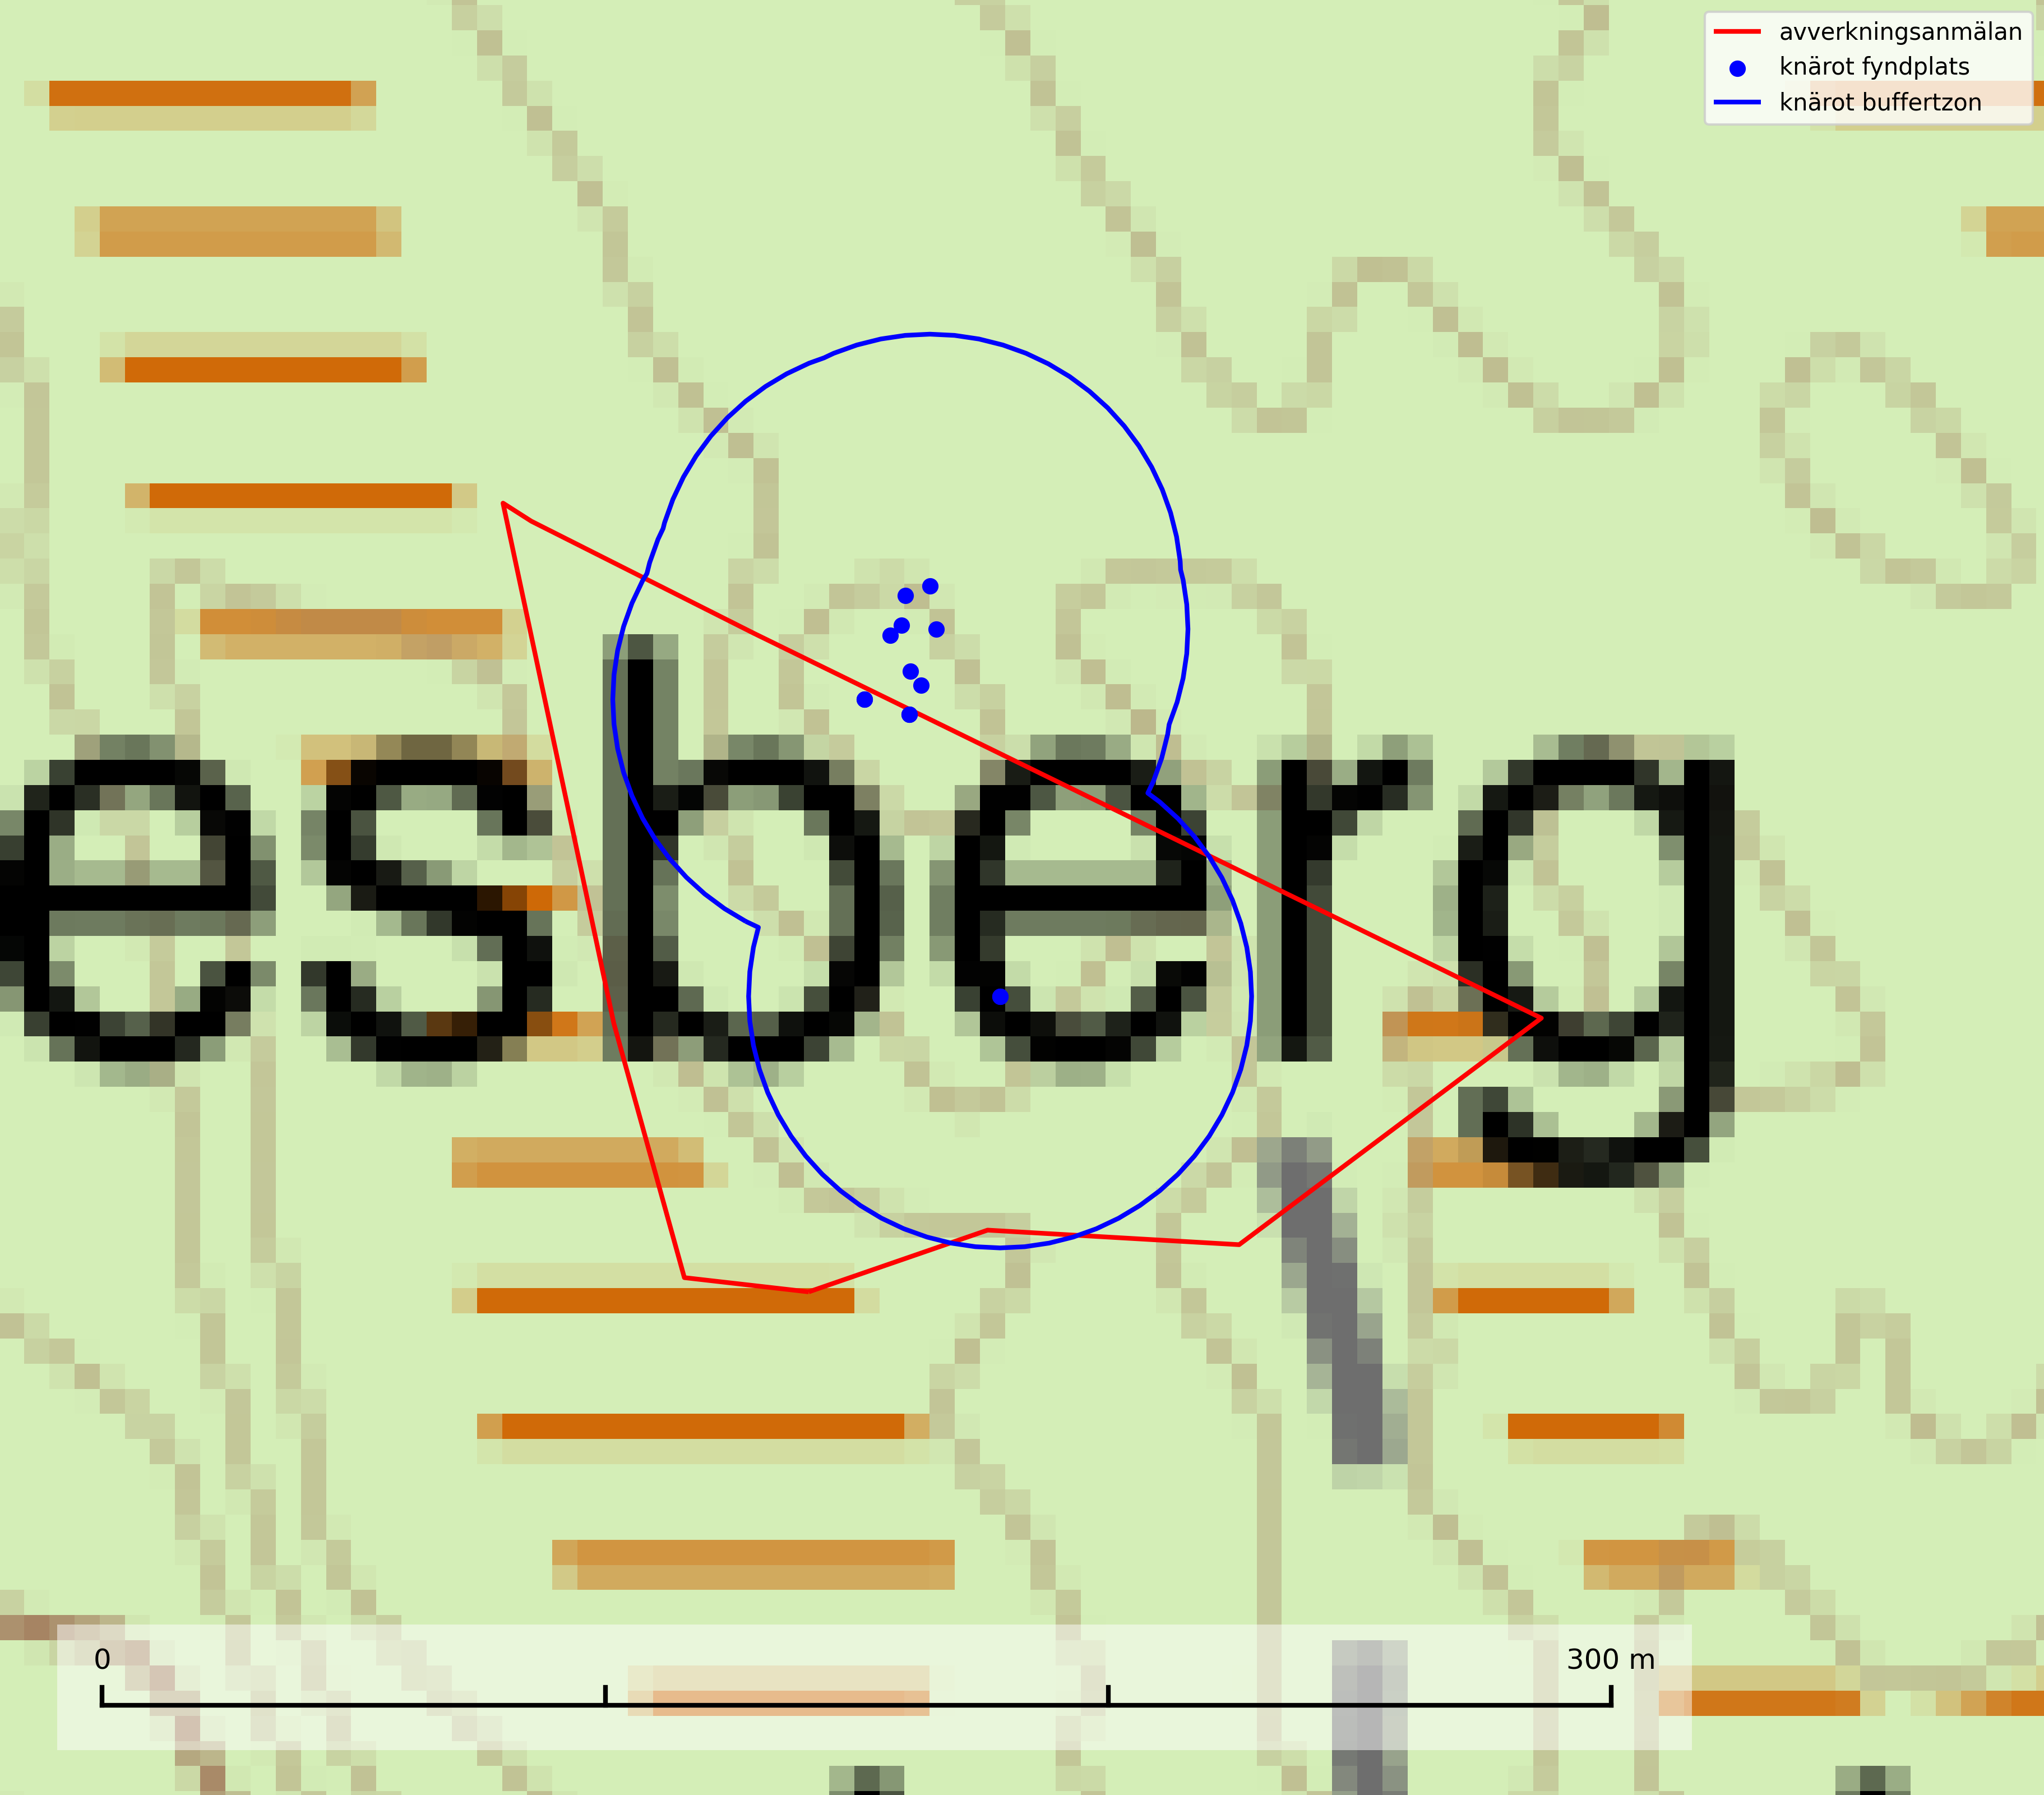 avverkningsanmälan
knärot fyndplats
knärot buffertzon
esberg
0 300 m